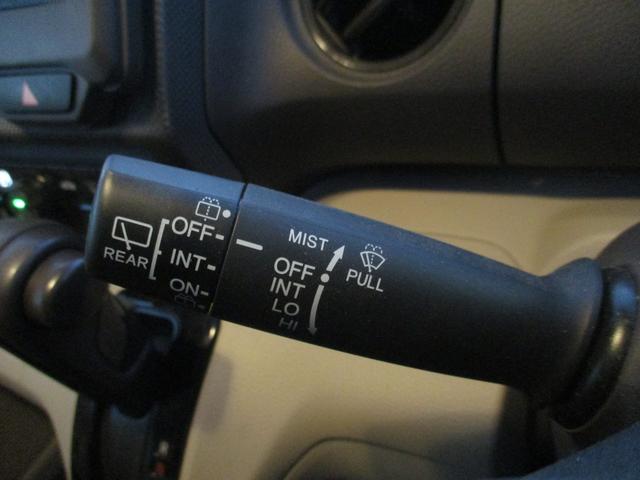 REAR
OFF
INT
ON
MIST
OFF
INT
LO
HI
PULL